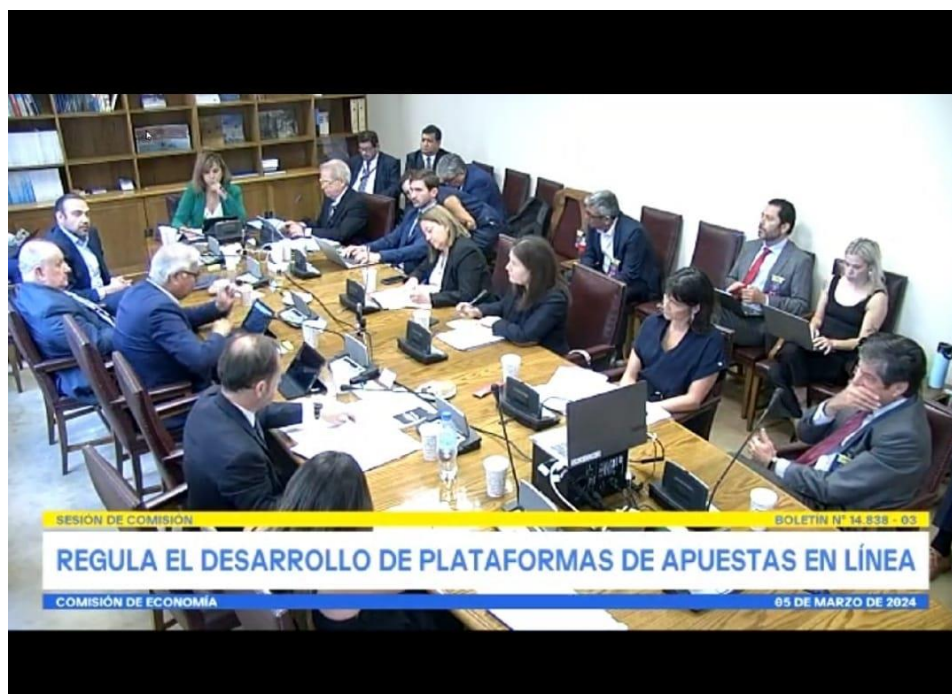 SESIÓN DE COMISIÓN
BOLETÍN N° 14.838 - 03
REGULA EL DESARROLLO DE PLATAFORMAS DE APUESTAS EN LÍNEA
COMISIÓN DE ECONOMÍA
05 DE MARZO DE 2024